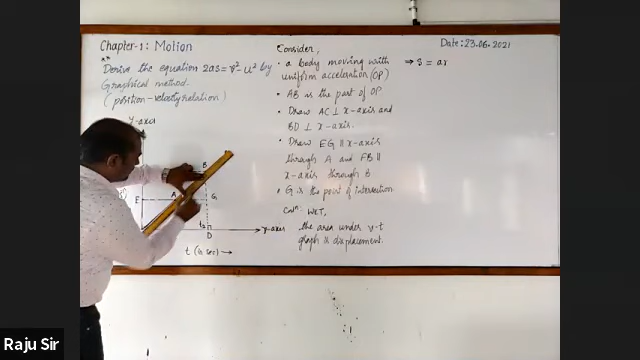 Chapter-1: Motion
Date: 23.06.2021
** Derive the equation 2as = v² - u² by
Graphical method.
(position-velocity relation)
Y-axis
B
A
E
G
t₂
D
x-axis
t (in sec) →
Consider,
• a body moving with
uniform acceleration (OP)
• AB is the part of OP
• Draw AC ⊥ x-axis and
BD ⊥ x-axis.
• Draw EG || x-axis
through A and FB ||
x-axis through B
• G is the point of intersection
Calⁿ: WKT,
the area under v-t
graph is displacement.
⇒ S = ar
Raju Sir